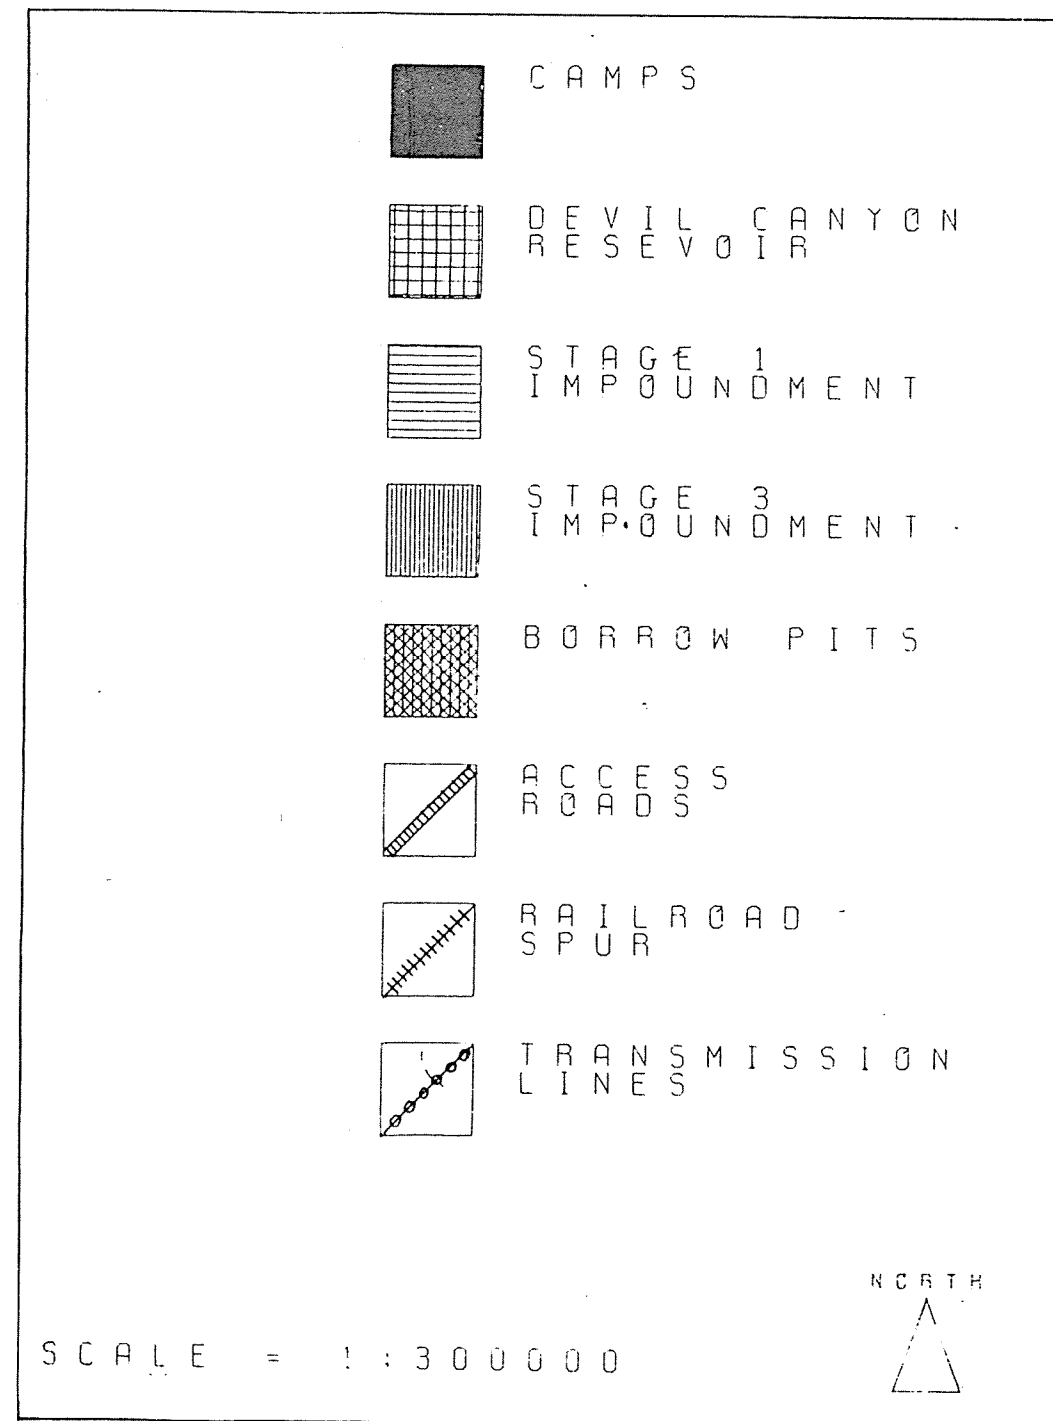 CAMPS
DEVIL CANYON
RESEVOIR
STAGE 1
IMPOUNDMENT
STAGE 3
IMPOUNDMENT
BORROW PITS
ACCESS
ROADS
RAILROAD
SPUR
TRANSMISSION
LINES
NORTH
SCALE = 1:300000